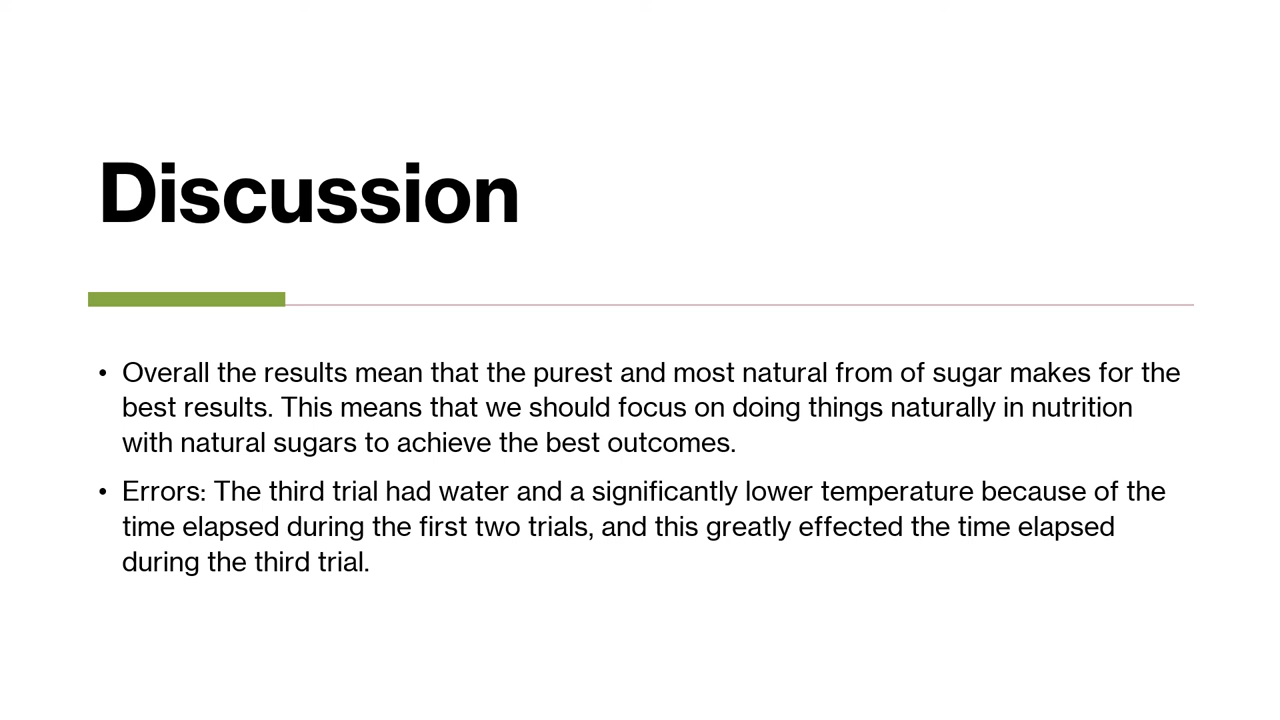 Discussion
• Overall the results mean that the purest and most natural from of sugar makes for the
best results. This means that we should focus on doing things naturally in nutrition
with natural sugars to achieve the best outcomes.
• Errors: The third trial had water and a significantly lower temperature because of the
time elapsed during the first two trials, and this greatly effected the time elapsed
during the third trial.